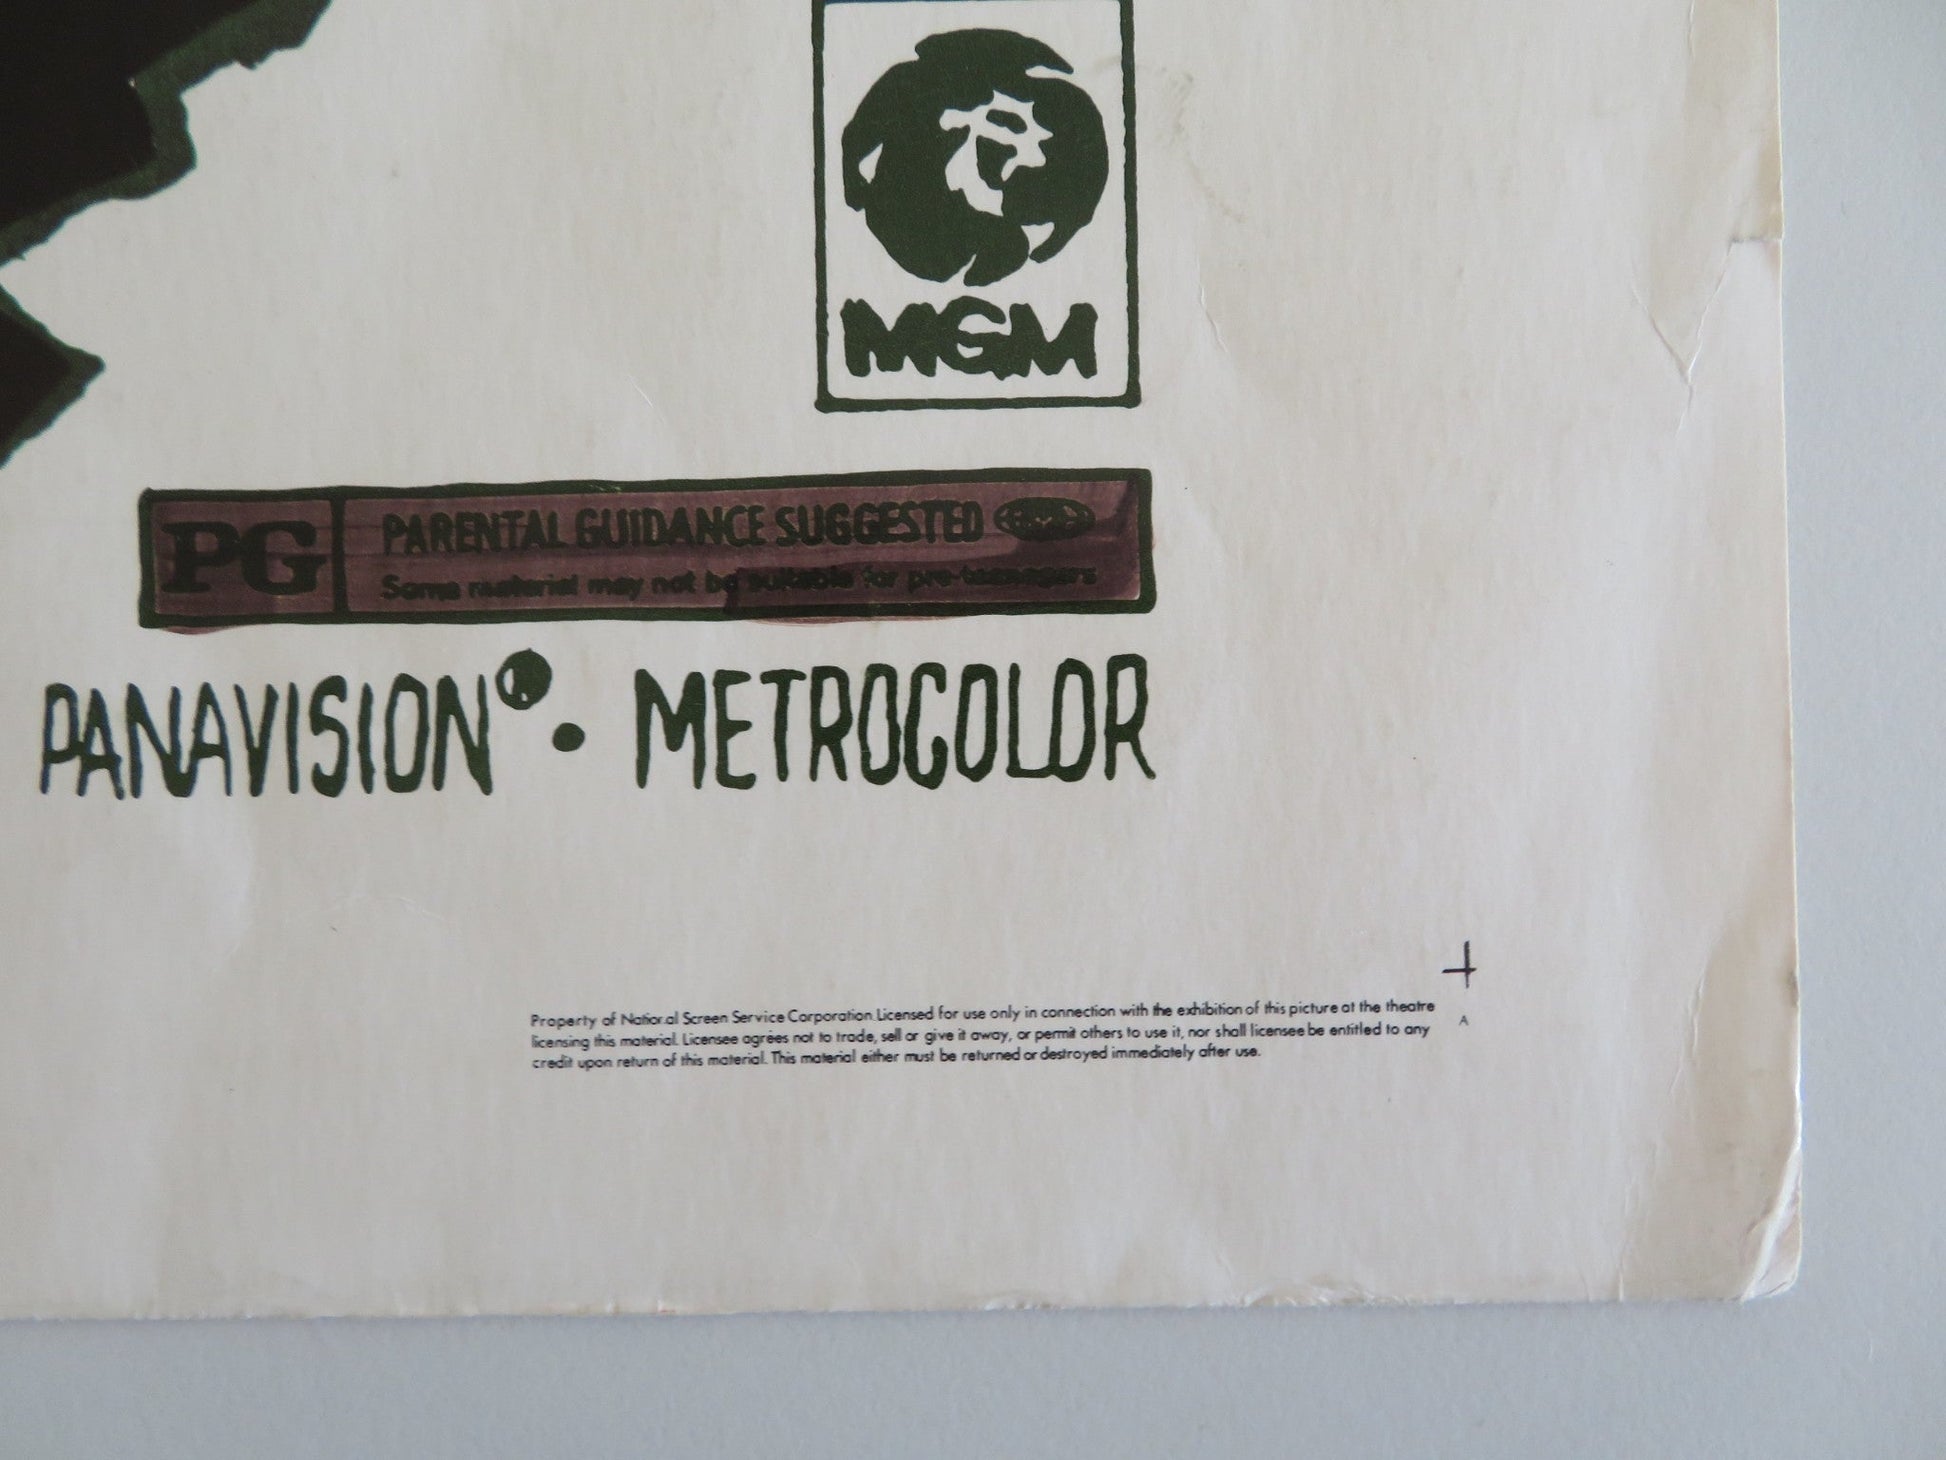 MGM
PG PARENTAL GUIDANCE SUGGESTED
Some material may not be suitable for pre-teenagers
PANAVISION® • METROCOLOR
Property of National Screen Service Corporation. Licensed for use only in connection with the exhibition of this picture at the theatre
licensing this material. Licensee agrees not to trade, sell or give it away, or permit others to use it, nor shall licensee be entitled to any
credit upon return of this material. This material either must be returned or destroyed immediately after use.
A